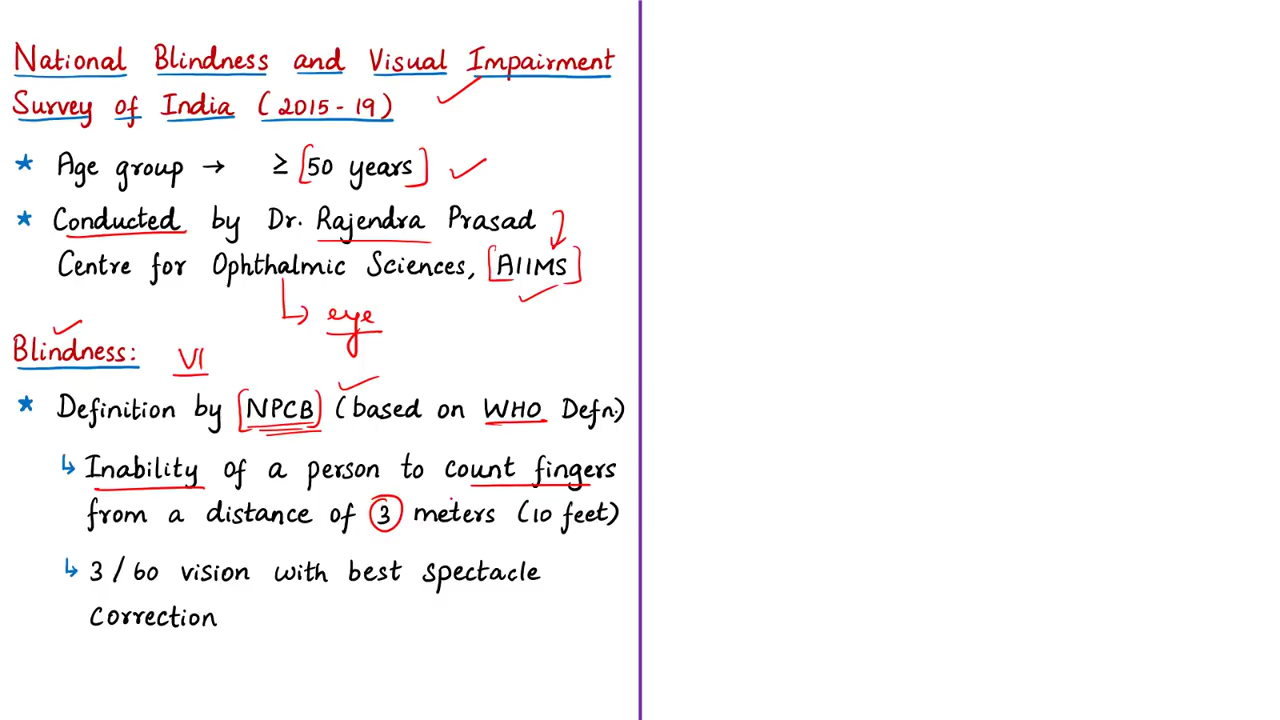 National Blindness and Visual Impairment
Survey of India (2015-19)
* Age group → ≥ [50 years]
* Conducted by Dr. Rajendra Prasad
Centre for Ophthalmic Sciences, [AIIMS]
↳ eye
Blindness: VI
* Definition by [NPCB] (based on WHO Defn.)
↳ Inability of a person to count fingers
from a distance of 3 meters (10 feet)
↳ 3/60 vision with best spectacle
correction